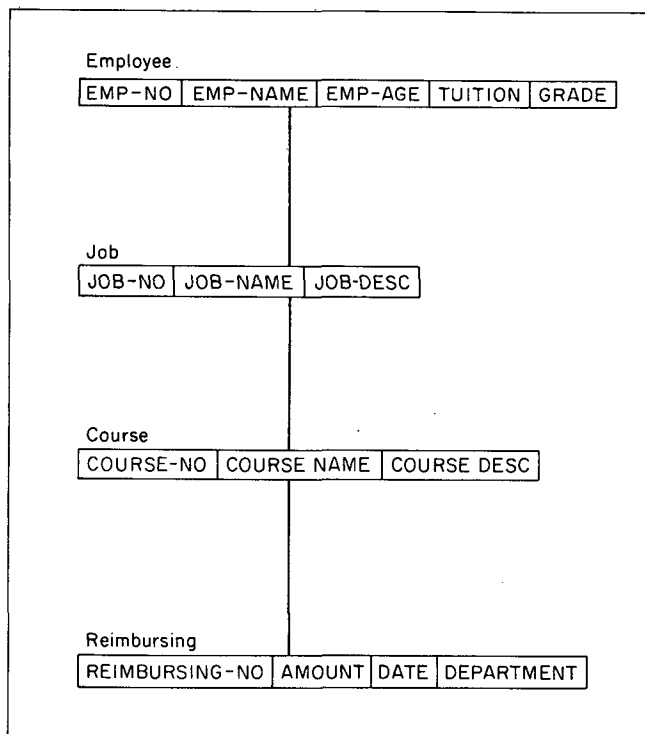 Employee
EMP-NO EMP-NAME EMP-AGE TUITION GRADE
Job
JOB-NO JOB-NAME JOB-DESC
Course
COURSE-NO COURSE NAME COURSE DESC
Reimbursing
REIMBURSING-NO AMOUNT DATE DEPARTMENT